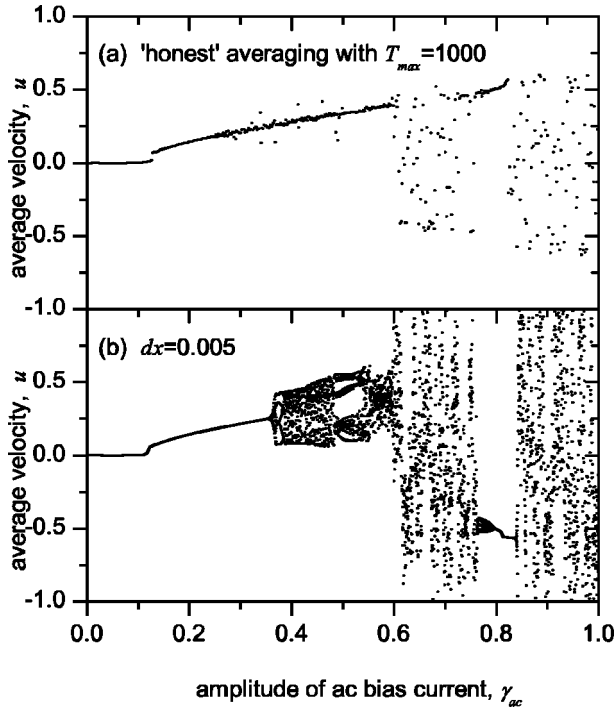 1.0
(a) 'honest' averaging with Tmax=1000
0.5
0.0
-0.5
-1.0
average velocity, u
(b) dx=0.005
0.5
0.0
-0.5
-1.0
average velocity, u
0.0 0.2 0.4 0.6 0.8 1.0
amplitude of ac bias current, γac